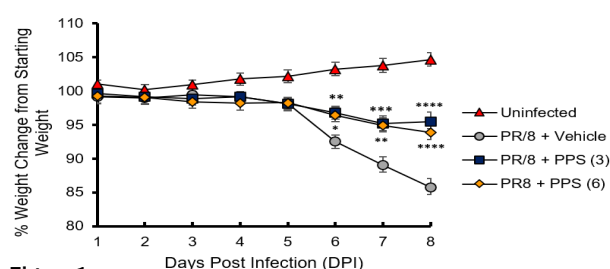 110
105
100
95
90
85
80
% Weight Change from Starting
Weight
** *** ****
* ** ****
1 2 3 4 5 6 7 8
Days Post Infection (DPI)
Uninfected
PR/8 + Vehicle
PR/8 + PPS (3)
PR8 + PPS (6)